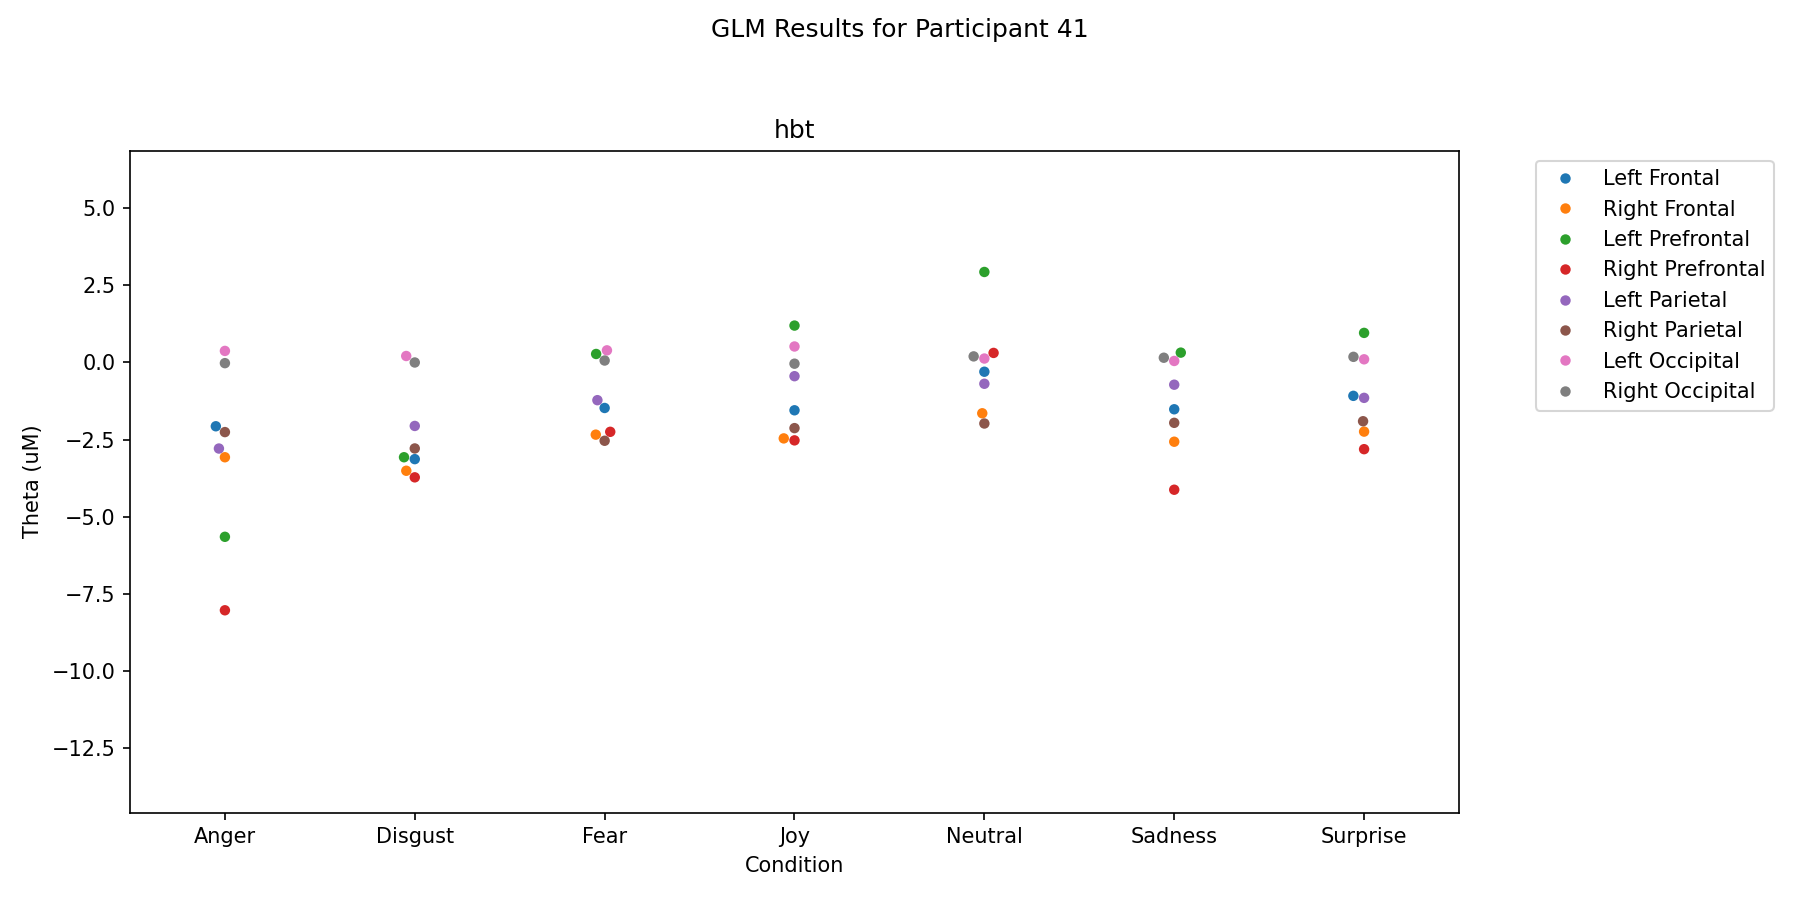 GLM Results for Participant 41
hbt
Theta (uM)
5.0
2.5
0.0
−2.5
−5.0
−7.5
−10.0
−12.5
Anger
Disgust
Fear
Joy
Neutral
Sadness
Surprise
Condition
Left Frontal
Right Frontal
Left Prefrontal
Right Prefrontal
Left Parietal
Right Parietal
Left Occipital
Right Occipital